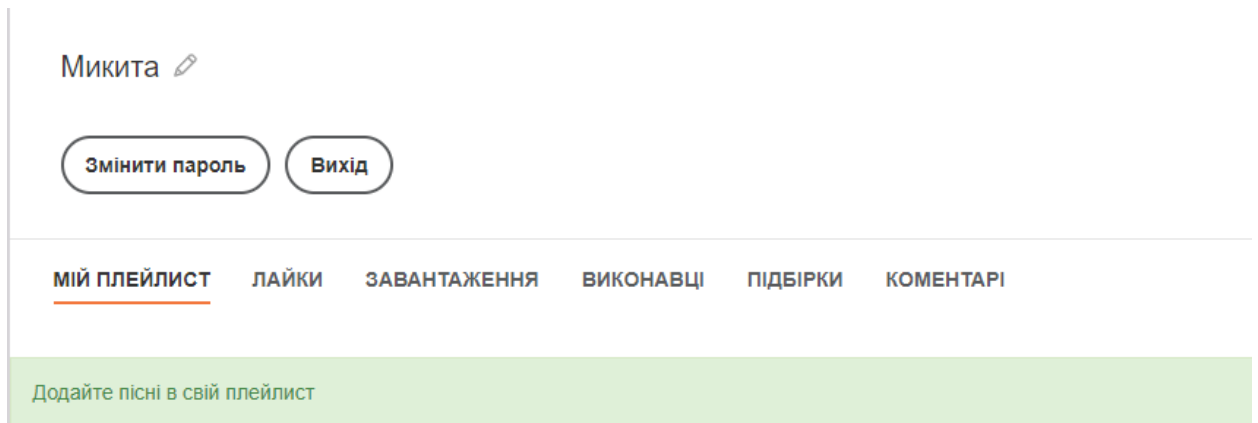 Микита
Змінити пароль Вихід
МІЙ ПЛЕЙЛИСТ ЛАЙКИ ЗАВАНТАЖЕННЯ ВИКОНАВЦІ ПІДБІРКИ КОМЕНТАРІ
Додайте пісні в свій плейлист